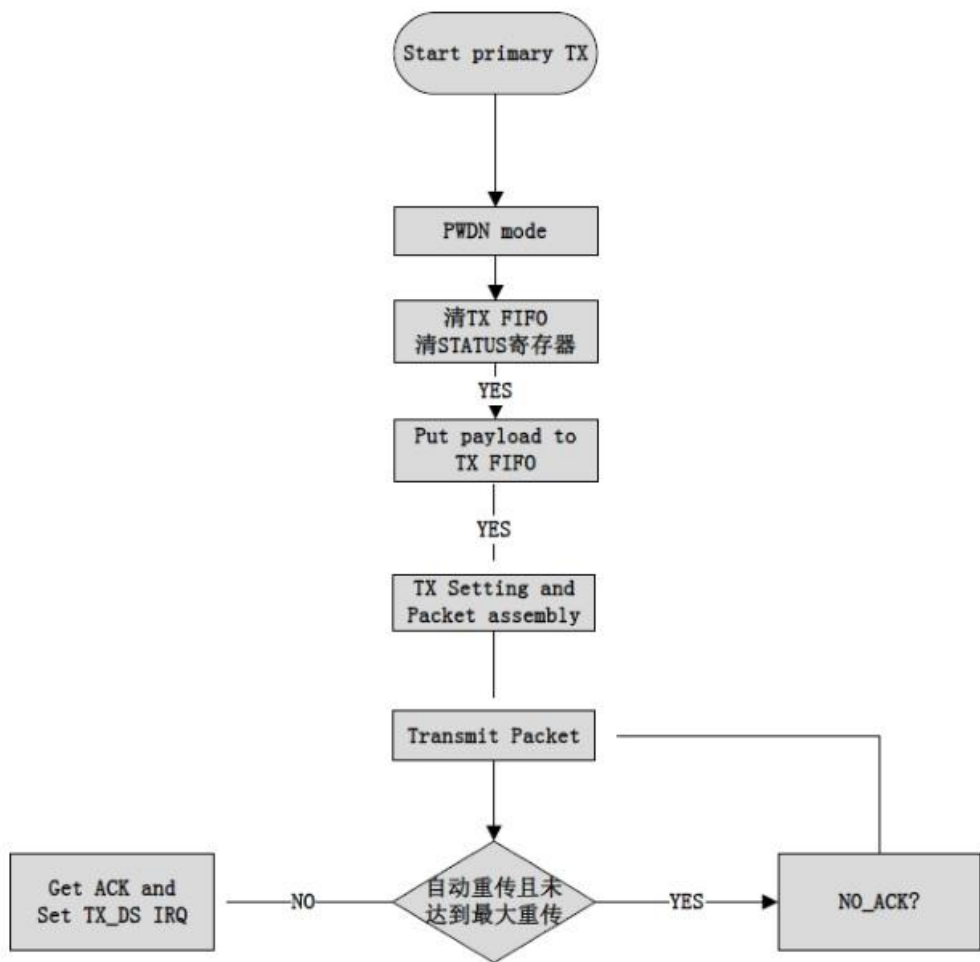 Start primary TX
PWDN mode
清TX FIFO
清STATUS寄存器
YES
Put payload to
TX FIFO
YES
TX Setting and
Packet assembly
Transmit Packet
Get ACK and
Set TX_DS IRQ
NO
自动重传且未
达到最大重传
YES
NO_ACK?